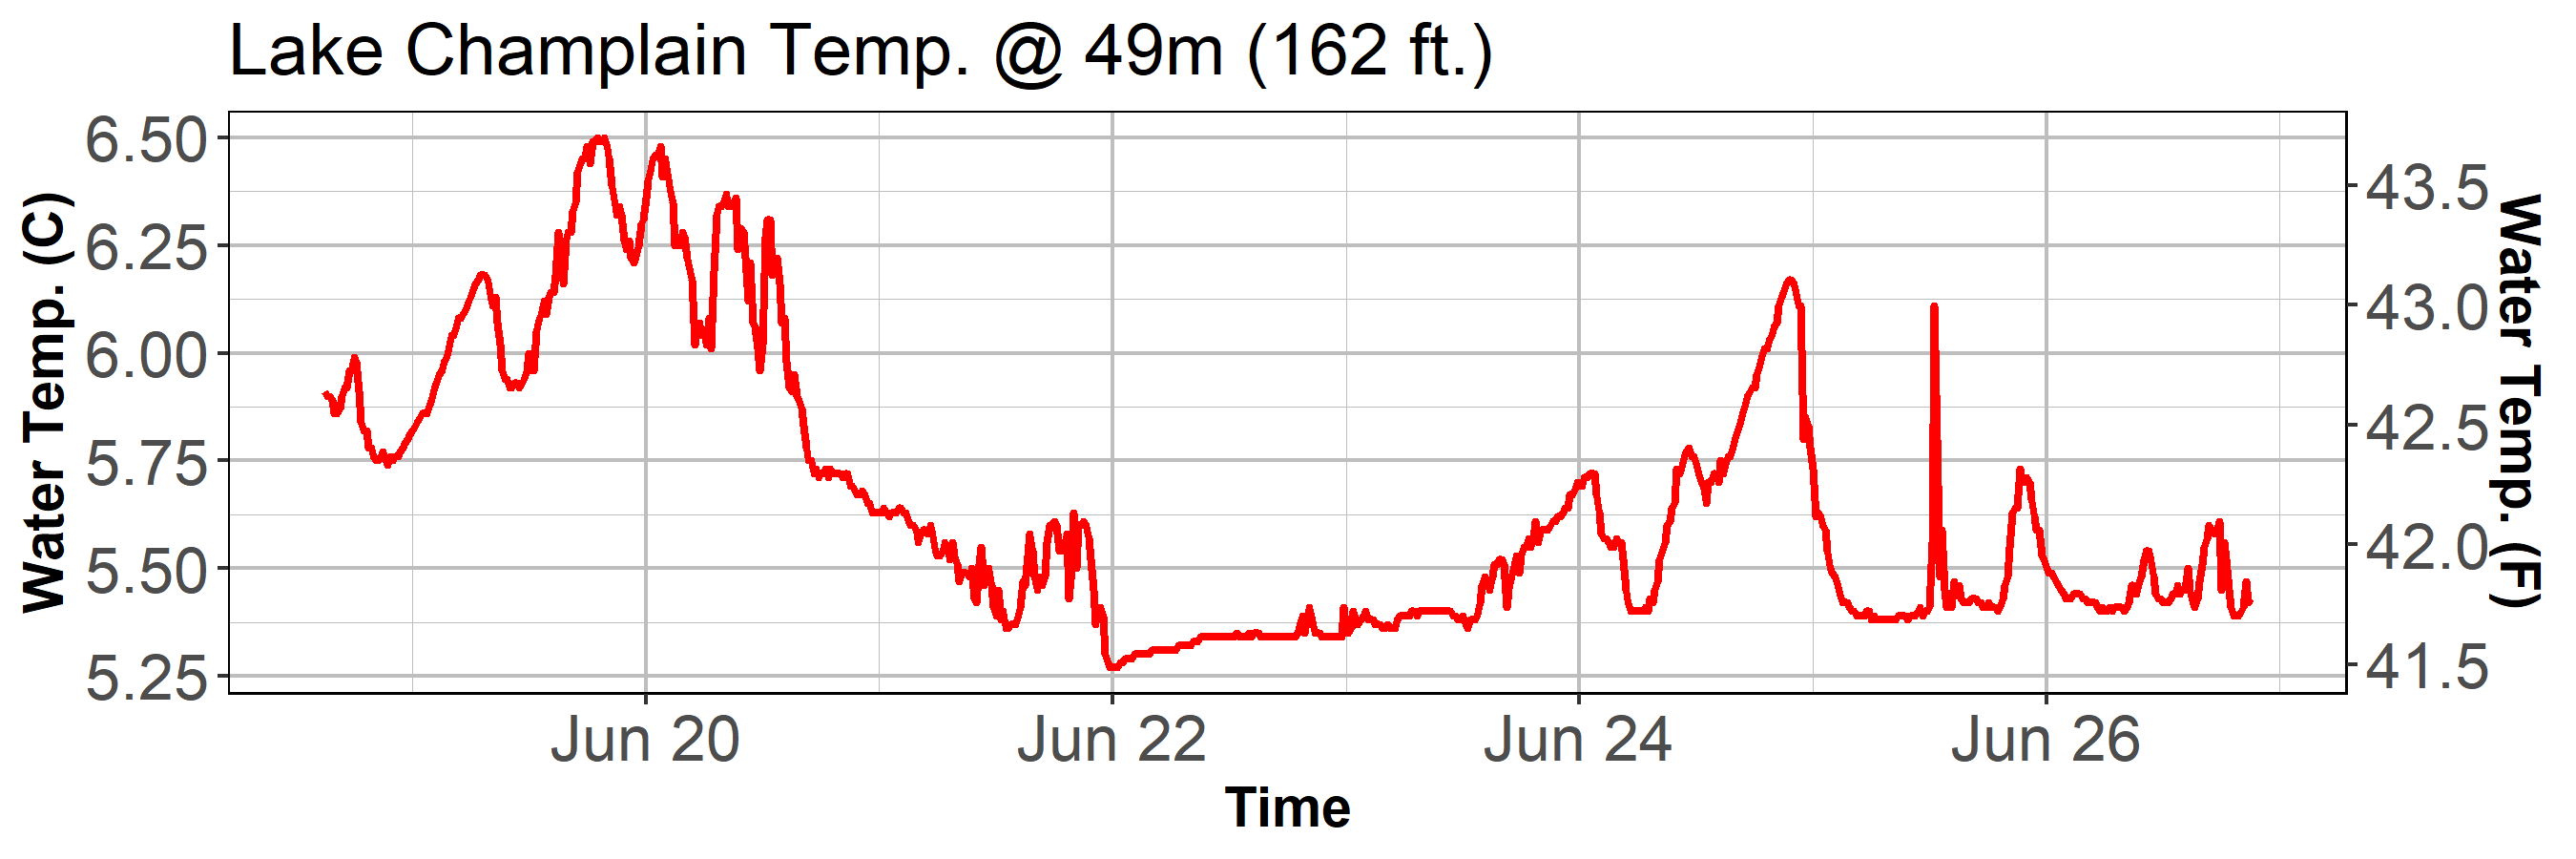 Lake Champlain Temp. @ 49m (162 ft.)
Water Temp. (C)
6.50
6.25
6.00
5.75
5.50
5.25
43.5
43.0
42.5
42.0
41.5
Water Temp. (F)
Jun 20 Jun 22 Jun 24 Jun 26
Time